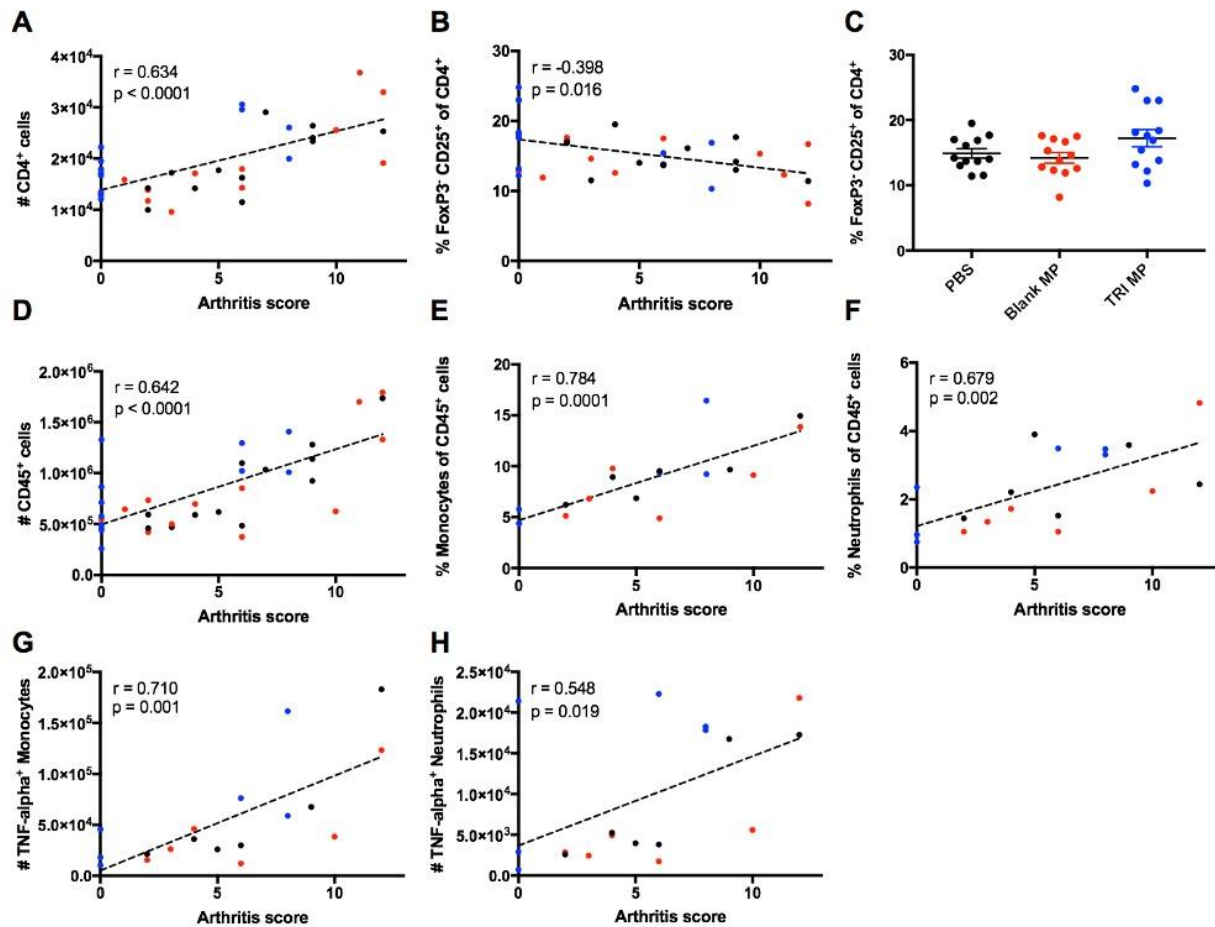 A
# CD4⁺ cells
4×10⁴
3×10⁴
2×10⁴
1×10⁴
0
r = 0.634
p < 0.0001
0 5 10
Arthritis score
B
% FoxP3⁻ CD25⁺ of CD4⁺
30
20
10
0
r = -0.398
p = 0.016
0 5 10
Arthritis score
C
% FoxP3⁻ CD25⁺ of CD4⁺
30
20
10
0
PBS
Blank MP
TRI MP
D
# CD45⁺ cells
2.0×10⁶
1.5×10⁶
1.0×10⁶
5.0×10⁵
0.0
r = 0.642
p < 0.0001
0 5 10
Arthritis score
E
% Monocytes of CD45⁺ cells
20
15
10
5
0
r = 0.784
p = 0.0001
0 5 10
Arthritis score
F
% Neutrophils of CD45⁺ cells
6
4
2
0
r = 0.679
p = 0.002
0 5 10
Arthritis score
G
# TNF-alpha⁺ Monocytes
2.0×10⁵
1.5×10⁵
1.0×10⁵
5.0×10⁴
0.0
r = 0.710
p = 0.001
0 5 10
Arthritis score
H
# TNF-alpha⁺ Neutrophils
2.5×10⁴
2.0×10⁴
1.5×10⁴
1.0×10⁴
5.0×10³
0.0
r = 0.548
p = 0.019
0 5 10
Arthritis score